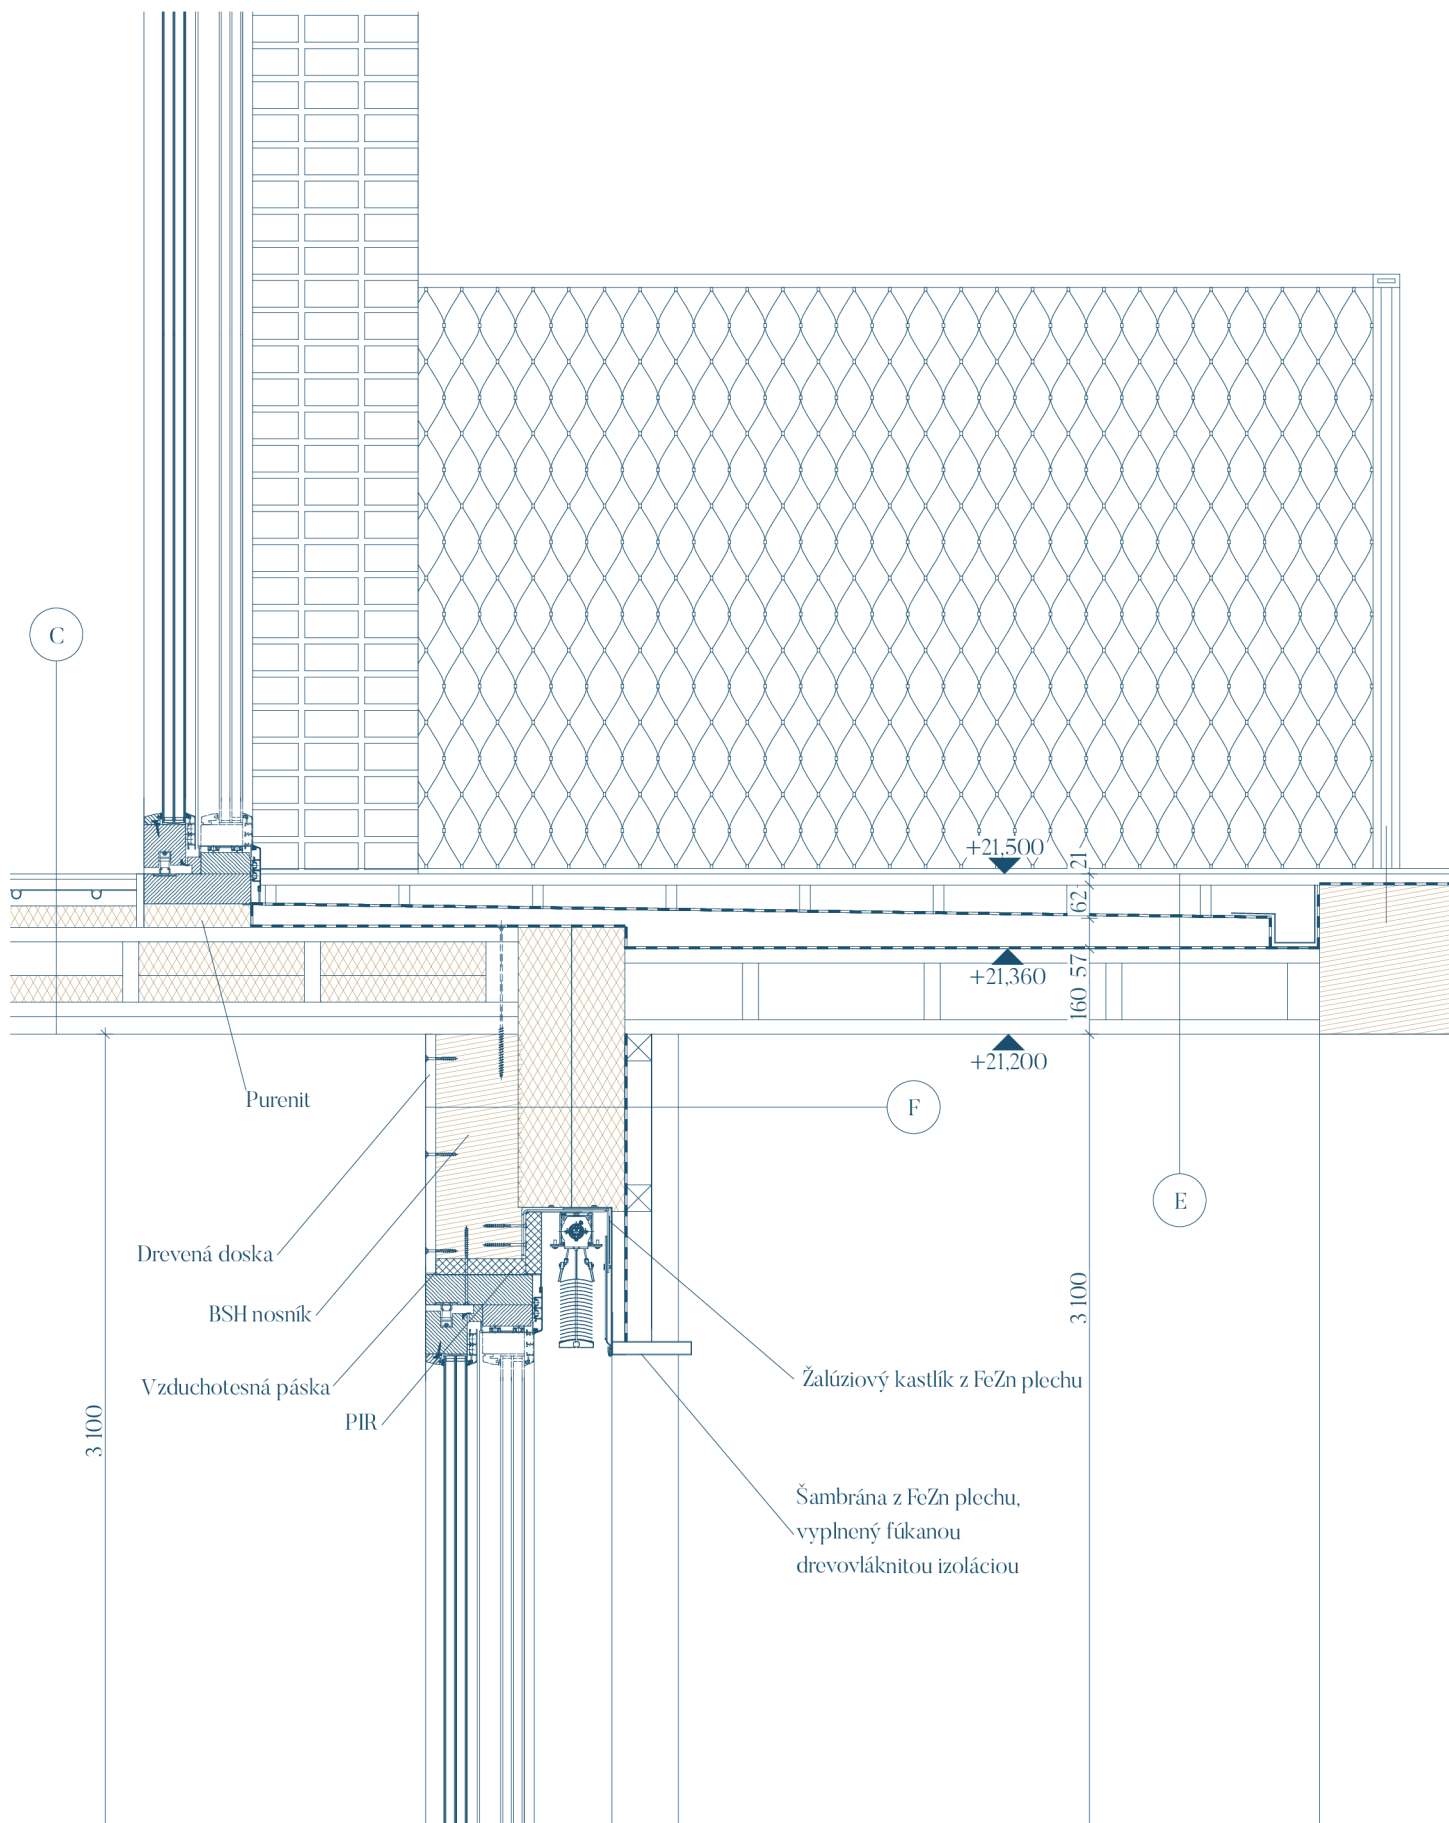 C
+21,500
21
62
+21,360
57
160
+21,200
Purenit
F
E
Drevená doska
BSH nosník
3 100
Vzduchotesná páska
Žalúziový kastlík z FeZn plechu
PIR
3 100
Šambrána z FeZn plechu,
vyplnený fúkanou
drevovláknitou izoláciou